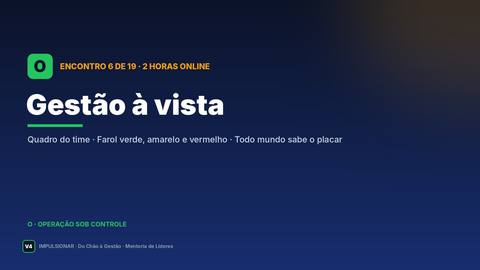 O
ENCONTRO 6 DE 19 · 2 HORAS ONLINE
Gestão à vista
Quadro do time · Farol verde, amarelo e vermelho · Todo mundo sabe o placar
O · OPERAÇÃO SOB CONTROLE
V4 IMPULSIONAR · Do Chão à Gestão · Mentoria de Líderes